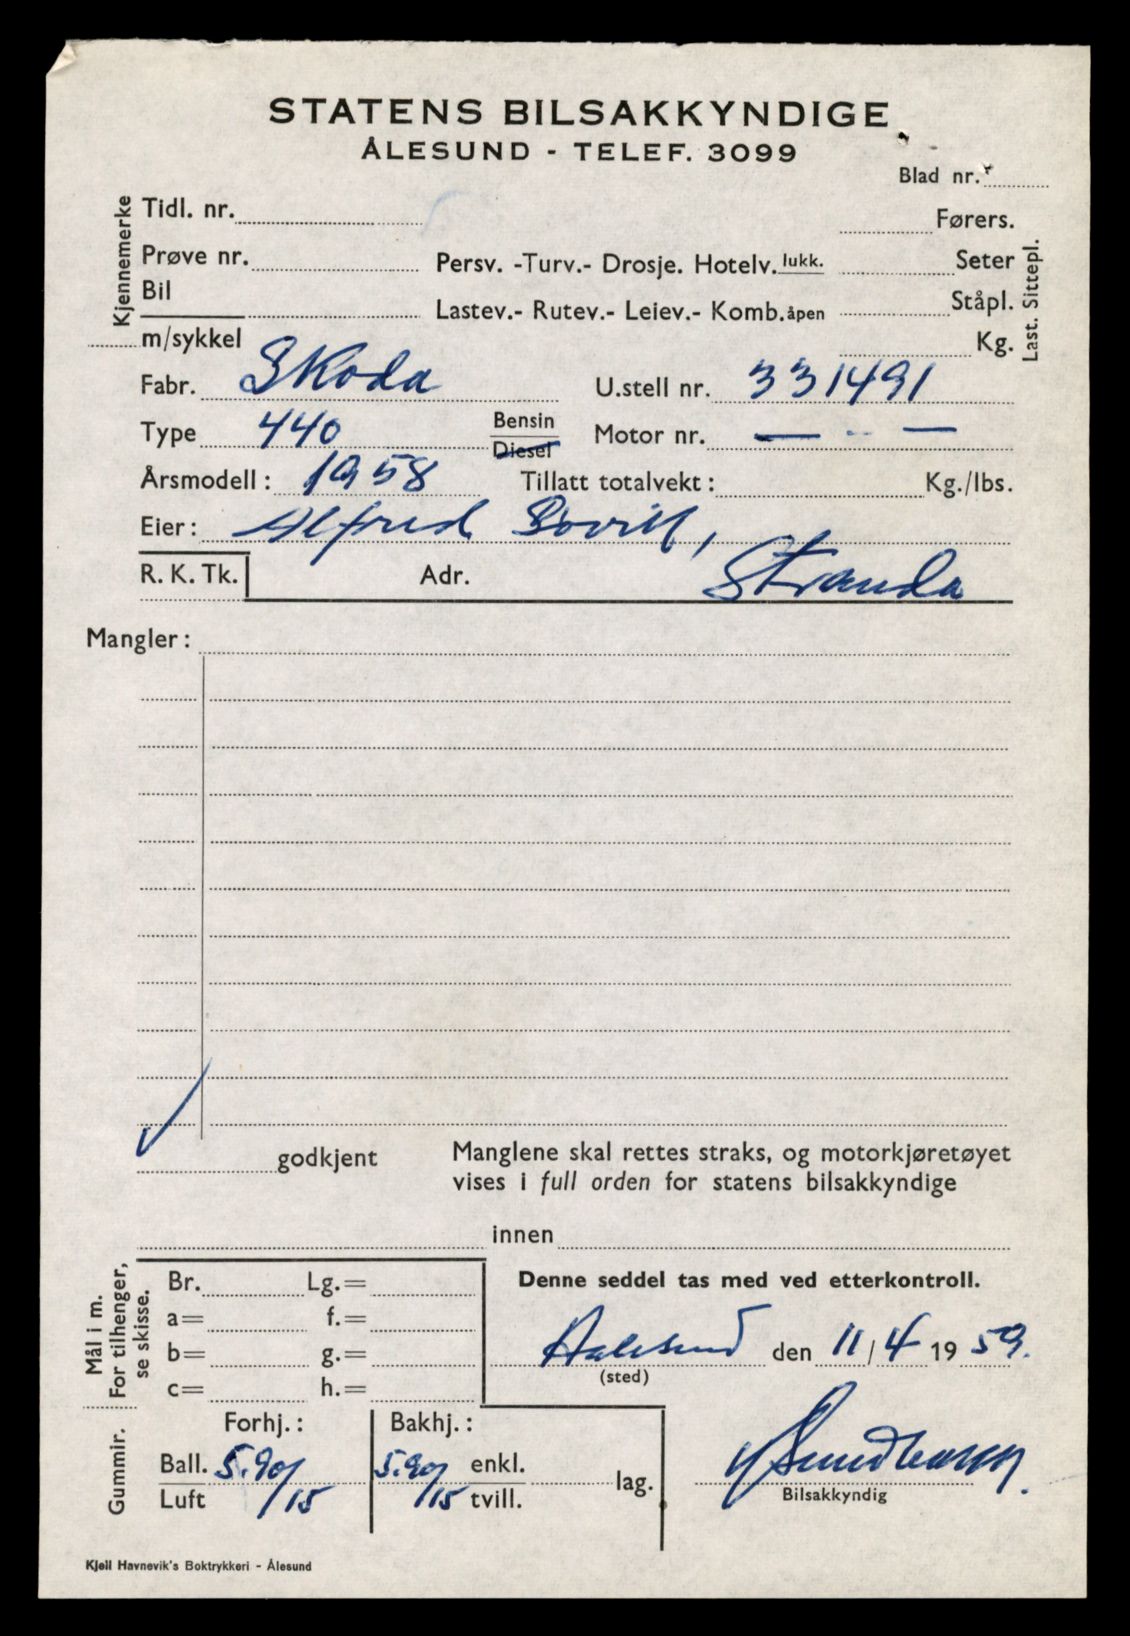 STATENS BILSAKKYNDIGE
ÅLESUND - TELEF. 3099
Blad nr.
Kjennemerke
Tidl. nr.
Førers.
Prøve nr.
Persv. -Turv.- Drosje. Hotelv. lukk.
Seter
Bil
Lastev.- Rutev.- Leiev.- Komb. åpen
Ståpl.
Last. Sittepl.
m/sykkel
Kg.
Fabr. Skoda U.stell nr. 331491
Type 440 Bensin Diesel Motor nr. — - —
Årsmodell: 1958 Tillatt totalvekt: Kg./lbs.
Eier: Alfred
R. K. Tk. Adr. Stranda
Mangler:
godkjent
Manglene skal rettes straks, og motorkjøretøyet
vises i full orden for statens bilsakkyndige
innen
Mål i m.
For tilhenger,
se skisse.
Br. Lg.=
a= f.=
b= g.=
c= h.=
Denne seddel tas med ved etterkontroll.
Aalesund den 11/4 1959.
(sted)
Gummir.
Forhj.: Bakhj.:
Ball. 5.90/ 5.90/ enkl.
Luft /15 /15 tvill. lag.
Bilsakkyndig
Kjell Havnevik's Boktrykkeri - Ålesund